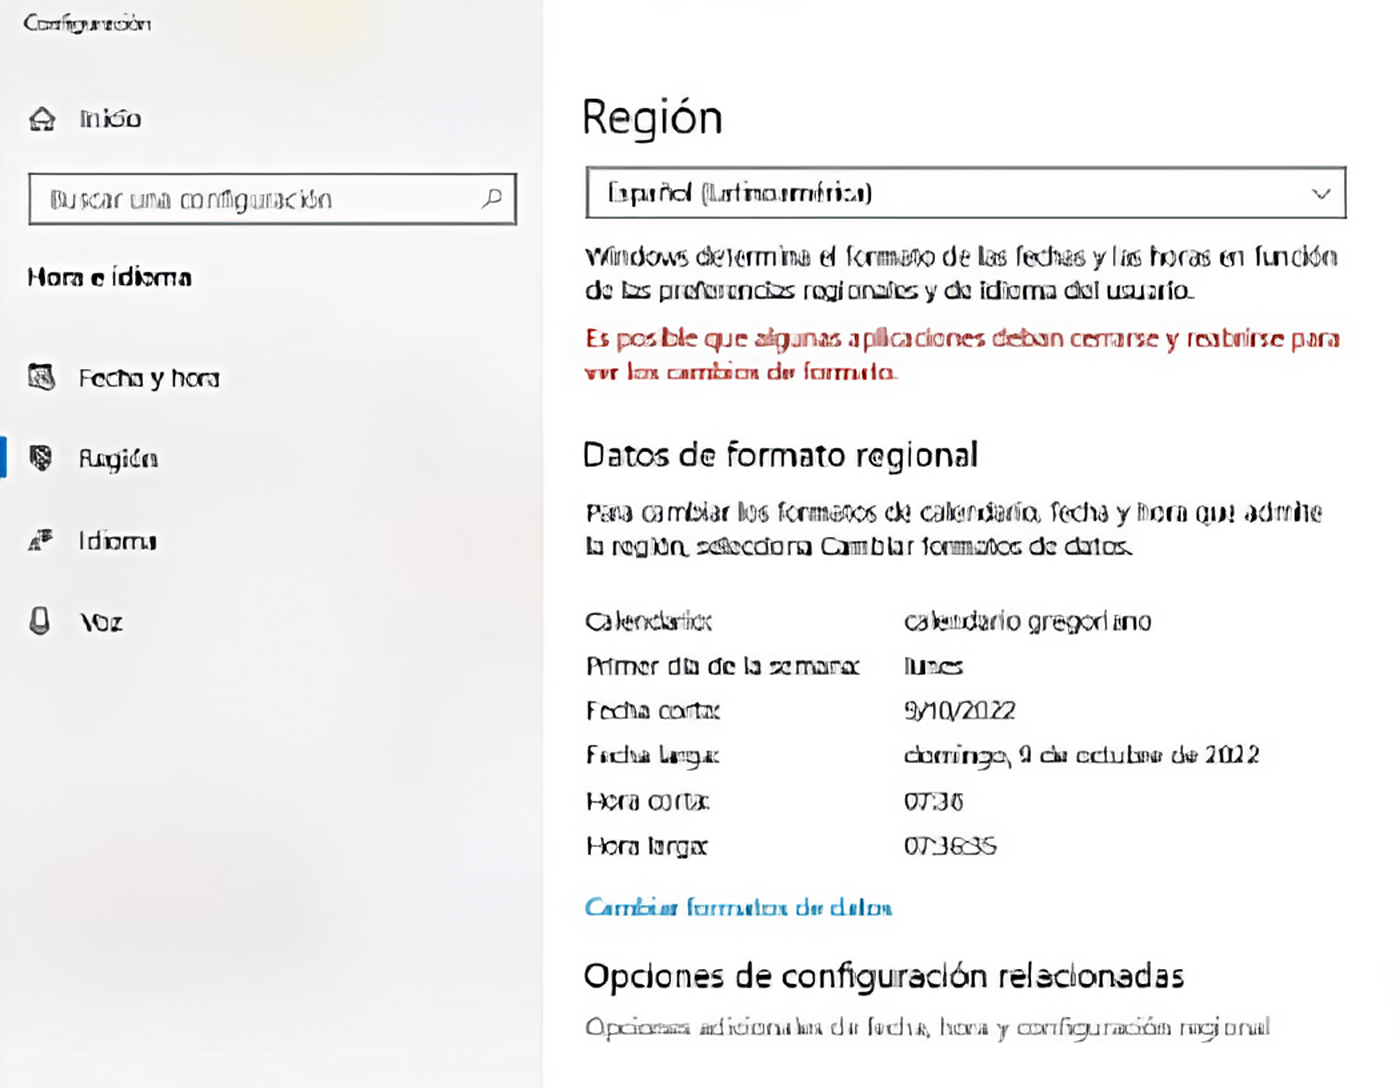 Configuración
Inicio
Buscar una configuración
Hora e idioma
Fecha y hora
Región
Idioma
Voz
Región
Español (Latinoamérica)
Windows determina el formato de las fechas y las horas en función
de las preferencias regionales y de idioma del usuario.
Es posible que algunas aplicaciones deban cerrarse y reabrirse para
ver los cambios de formato.
Datos de formato regional
Para cambiar los formatos de calendario, fecha y hora que admite
la región, selecciona Cambiar formatos de datos.
Calendario: calendario gregoriano
Primer día de la semana: lunes
Fecha corta: 9/10/2022
Fecha larga: domingo, 9 de octubre de 2022
Hora corta: 07:36
Hora larga: 07:36:35
Cambiar formatos de datos
Opciones de configuración relacionadas
Opciones adicionales de fecha, hora y configuración regional